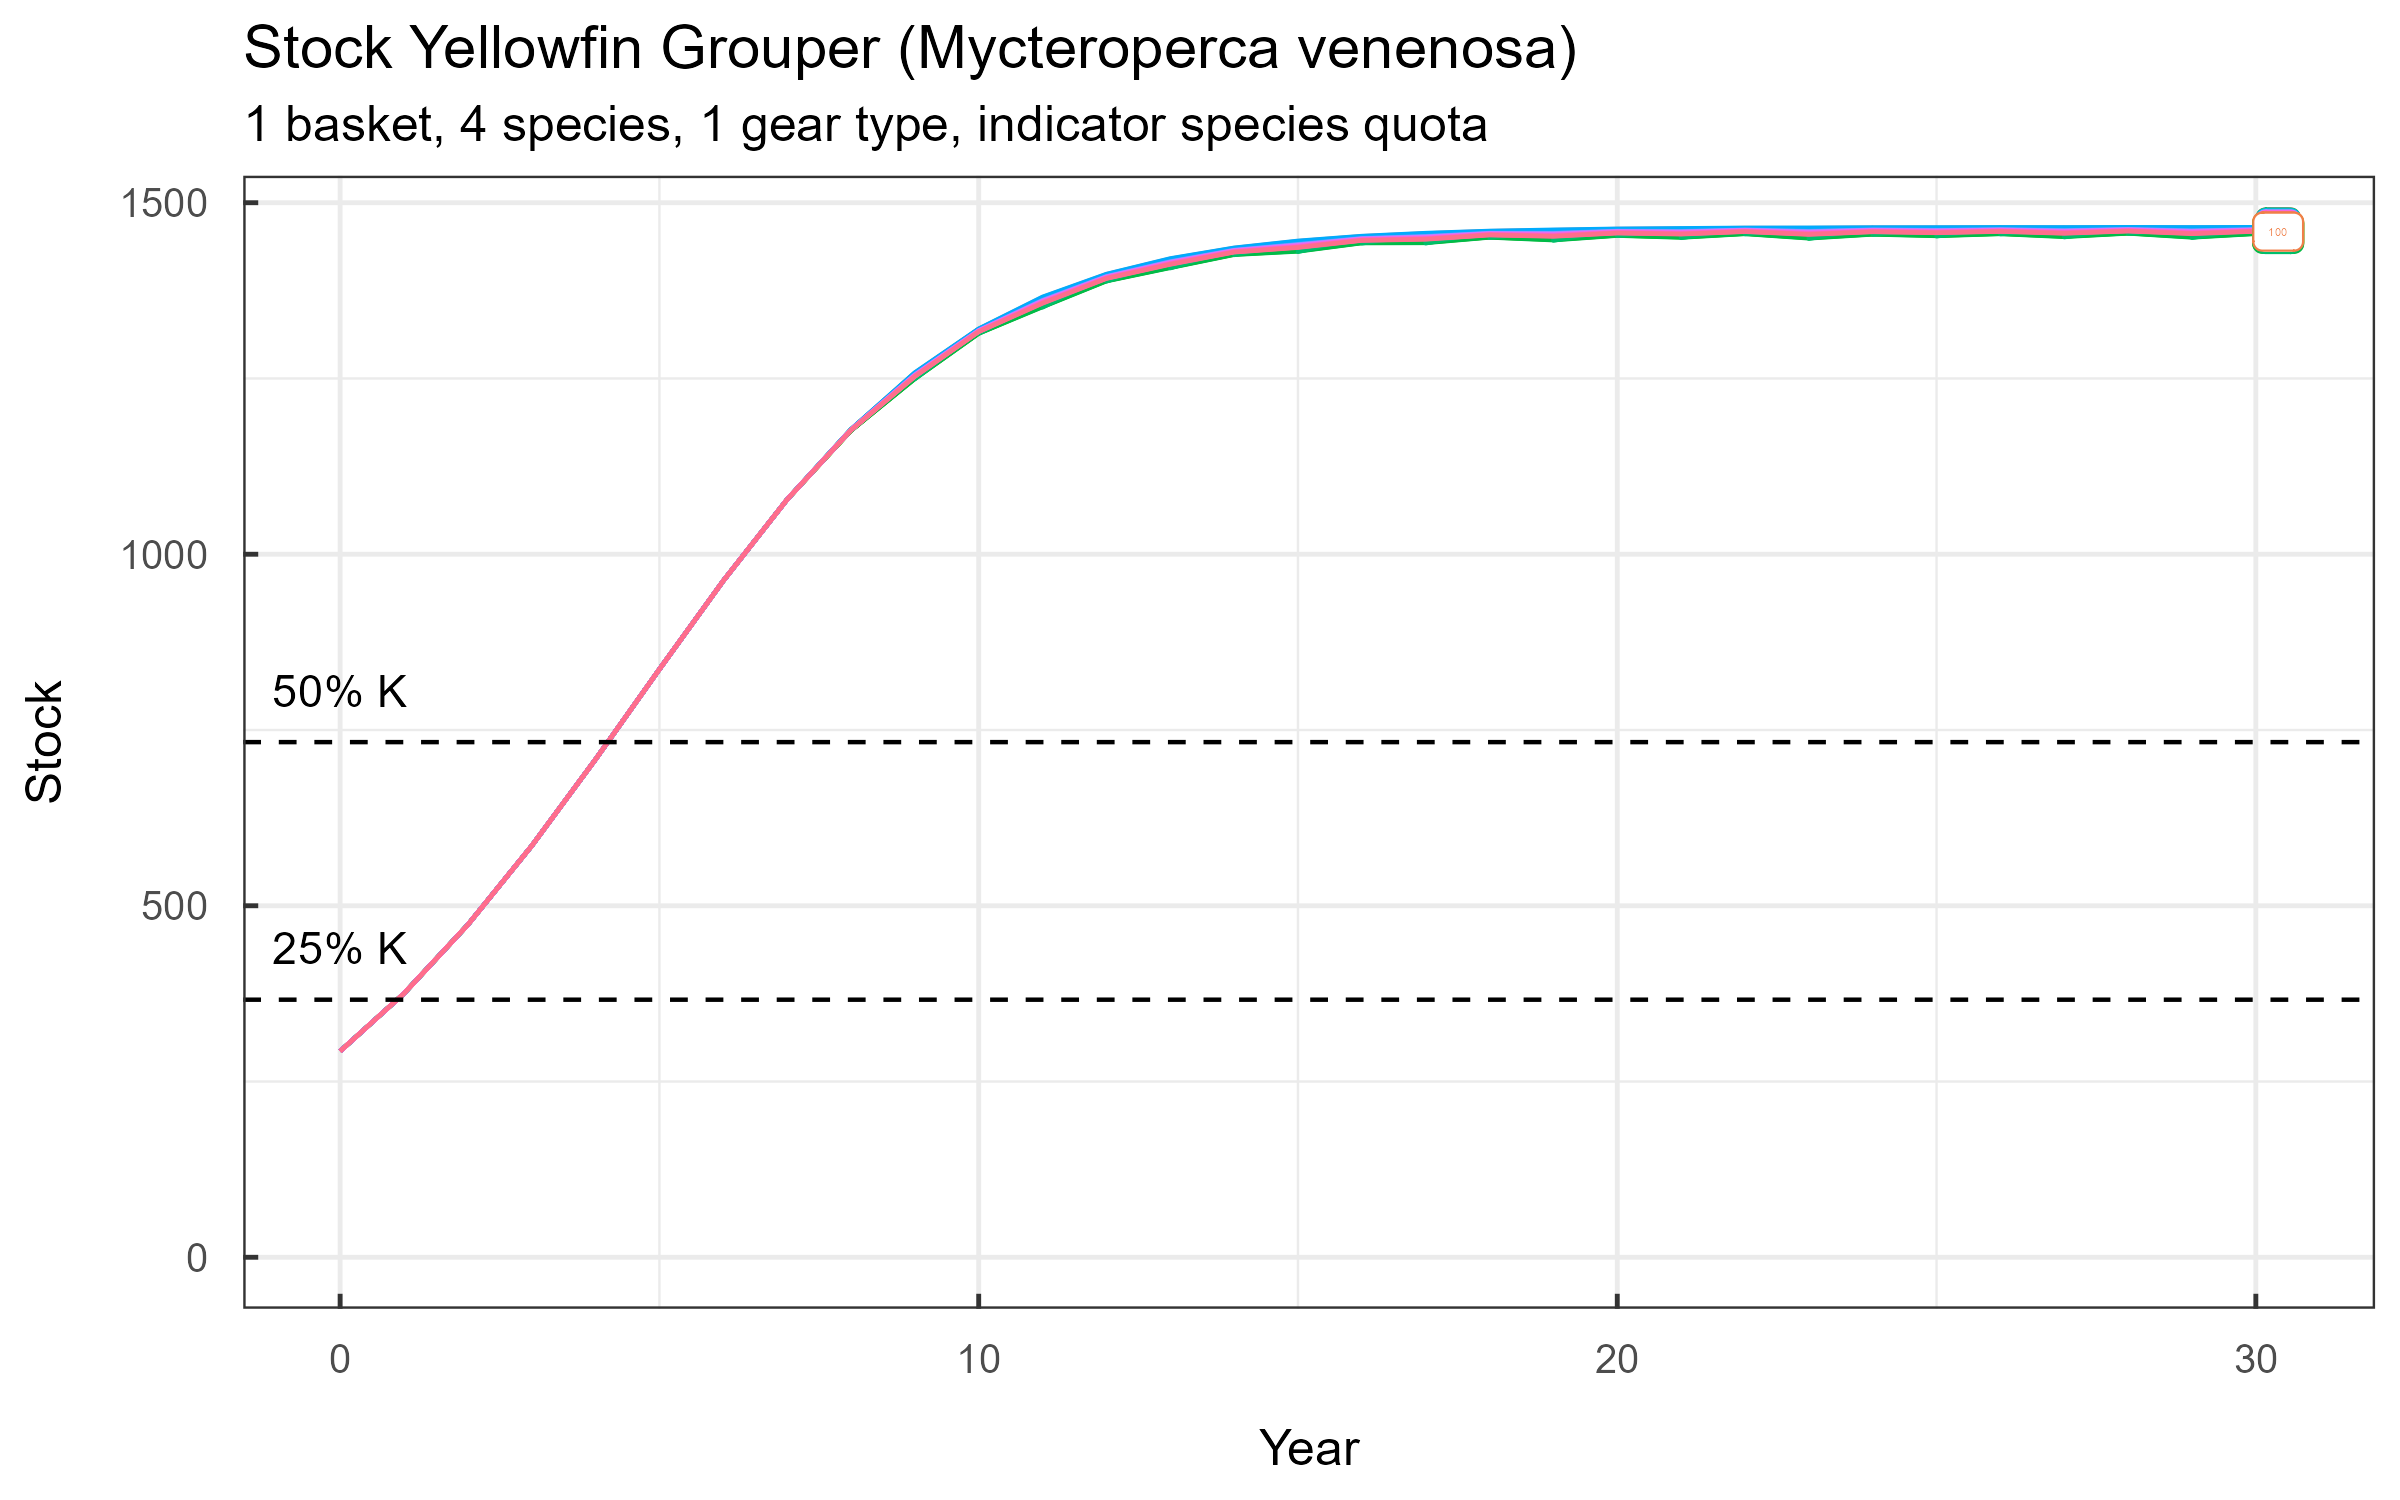 Stock Yellowfin Grouper (Mycteroperca venenosa)
1 basket, 4 species, 1 gear type, indicator species quota
1500
1000
500
0
Stock
50% K
25% K
100
0
10
20
30
Year